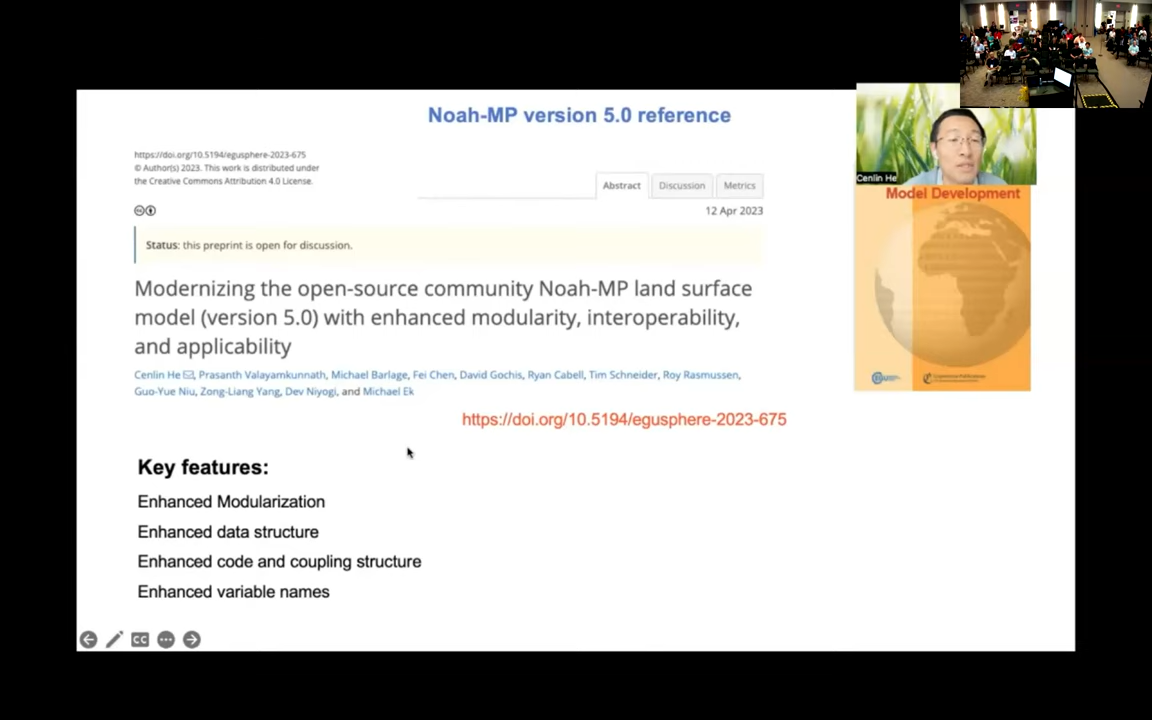 Noah-MP version 5.0 reference
https://doi.org/10.5194/egusphere-2023-675
© Author(s) 2023. This work is distributed under
the Creative Commons Attribution 4.0 License.
Abstract
Discussion
Metrics
12 Apr 2023
Status: this preprint is open for discussion.
Modernizing the open-source community Noah-MP land surface
model (version 5.0) with enhanced modularity, interoperability,
and applicability
Cenlin He, Prasanth Valayamkunnath, Michael Barlage, Fei Chen, David Gochis, Ryan Cabell, Tim Schneider, Roy Rasmussen,
Guo-Yue Niu, Zong-Liang Yang, Dev Niyogi, and Michael Ek
https://doi.org/10.5194/egusphere-2023-675
Key features:
Enhanced Modularization
Enhanced data structure
Enhanced code and coupling structure
Enhanced variable names
CC
Cenlin He
Model Development
EGU